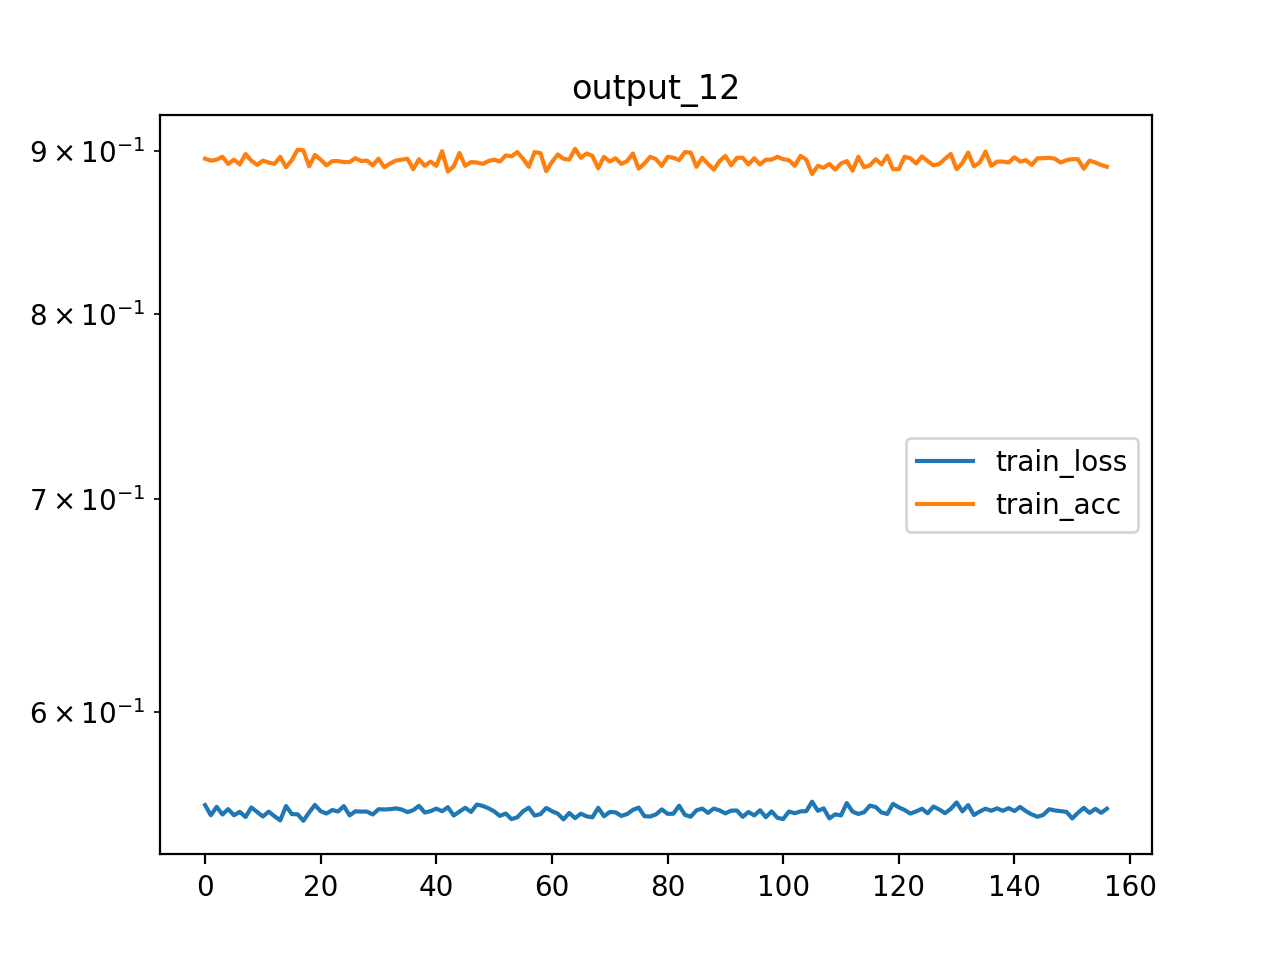 output_12
9 × 10⁻¹
8 × 10⁻¹
7 × 10⁻¹
6 × 10⁻¹
train_loss
train_acc
0 20 40 60 80 100 120 140 160